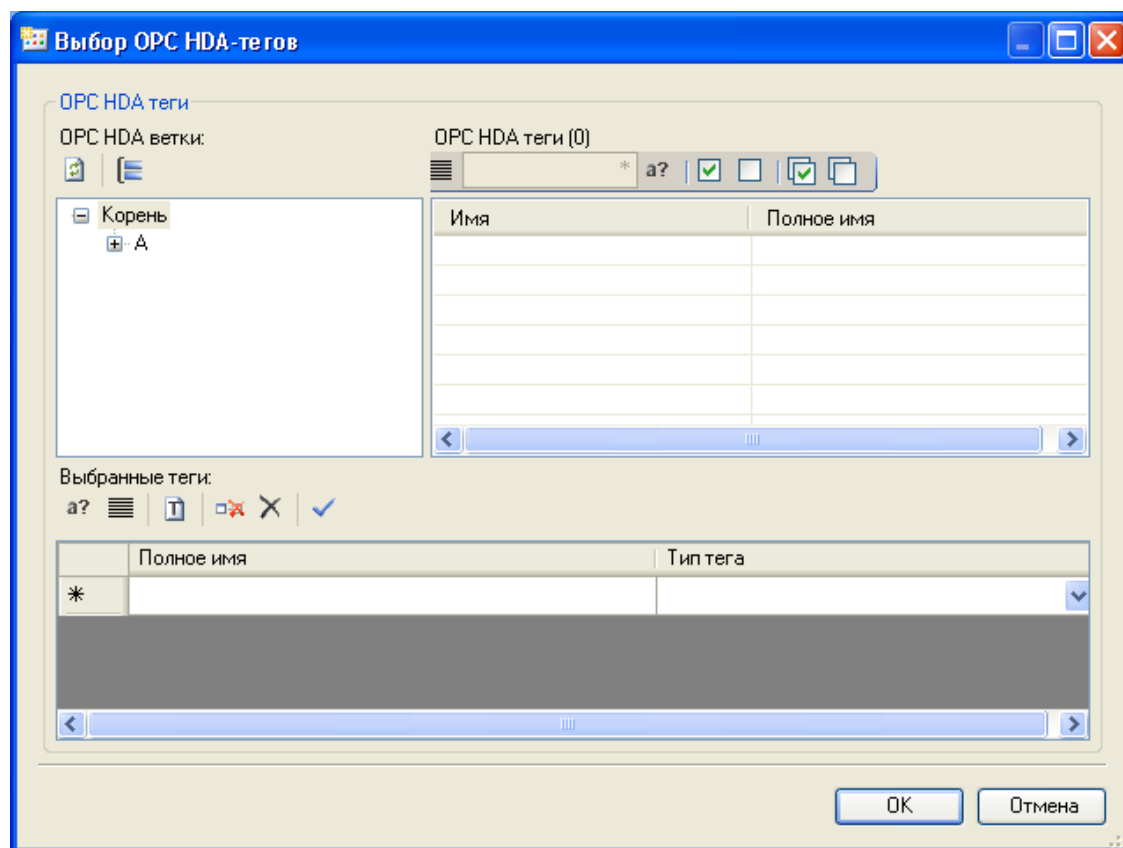 Выбор OPC HDA-тегов
OPC HDA теги
OPC HDA ветки:
OPC HDA теги (0)
* a?
Корень
А
Имя Полное имя
Выбранные теги:
a? T
Полное имя Тип тега
*
OK Отмена